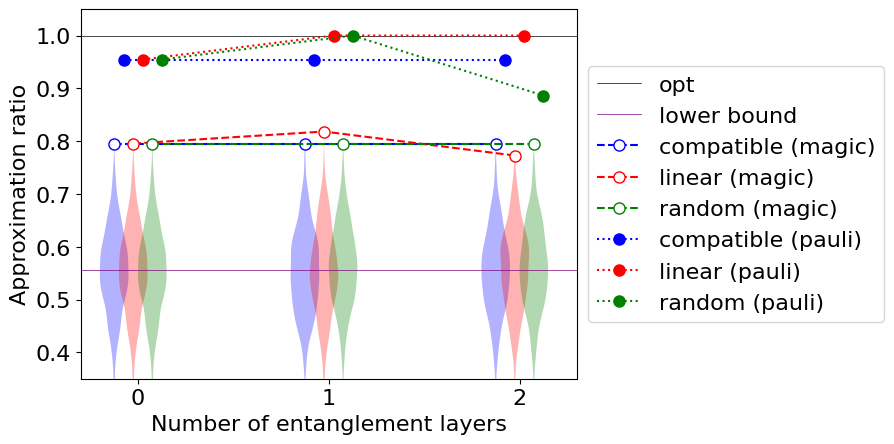 1.0
0.9
0.8
0.7
0.6
0.5
0.4
Approximation ratio
0 1 2
Number of entanglement layers
opt
lower bound
compatible (magic)
linear (magic)
random (magic)
compatible (pauli)
linear (pauli)
random (pauli)